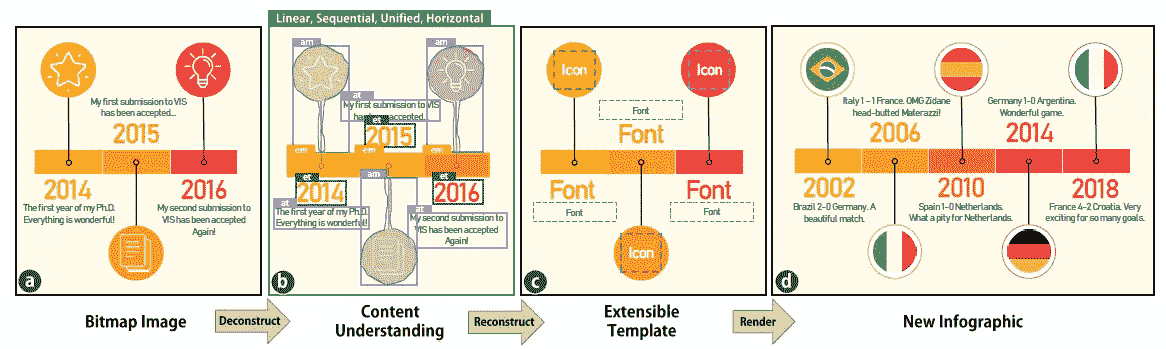 Linear, Sequential, Unified, Horizontal
My first submission to VIS
has been accepted...
2015
2014
The first year of my Ph.D.
Everything is wonderful!
2016
My second submission to
VIS has been accepted
Again!
a
am
am
at
My first submission to VIS
has been accepted...
et
2015
em
em
em
et
2014
at
The first year of my Ph.D.
Everything is wonderful!
am
et
2016
at
My second submission to
VIS has been accepted
Again!
b
Icon
Icon
Font
Font
Font
Font
Font
Font
Icon
c
Italy 1 – 1 France. OMG Zidane
head-butted Materazzi!
2006
Germany 1–0 Argentina.
Wonderful game.
2014
2002
Brazil 2–0 Germany. A
beautiful match.
2010
Spain 1–0 Netherlands.
What a pity for Netherlands.
2018
France 4–2 Croatia. Very
exciting for so many goals.
d
Bitmap Image
Deconstruct
Content
Understanding
Reconstruct
Extensible
Template
Render
New Infographic